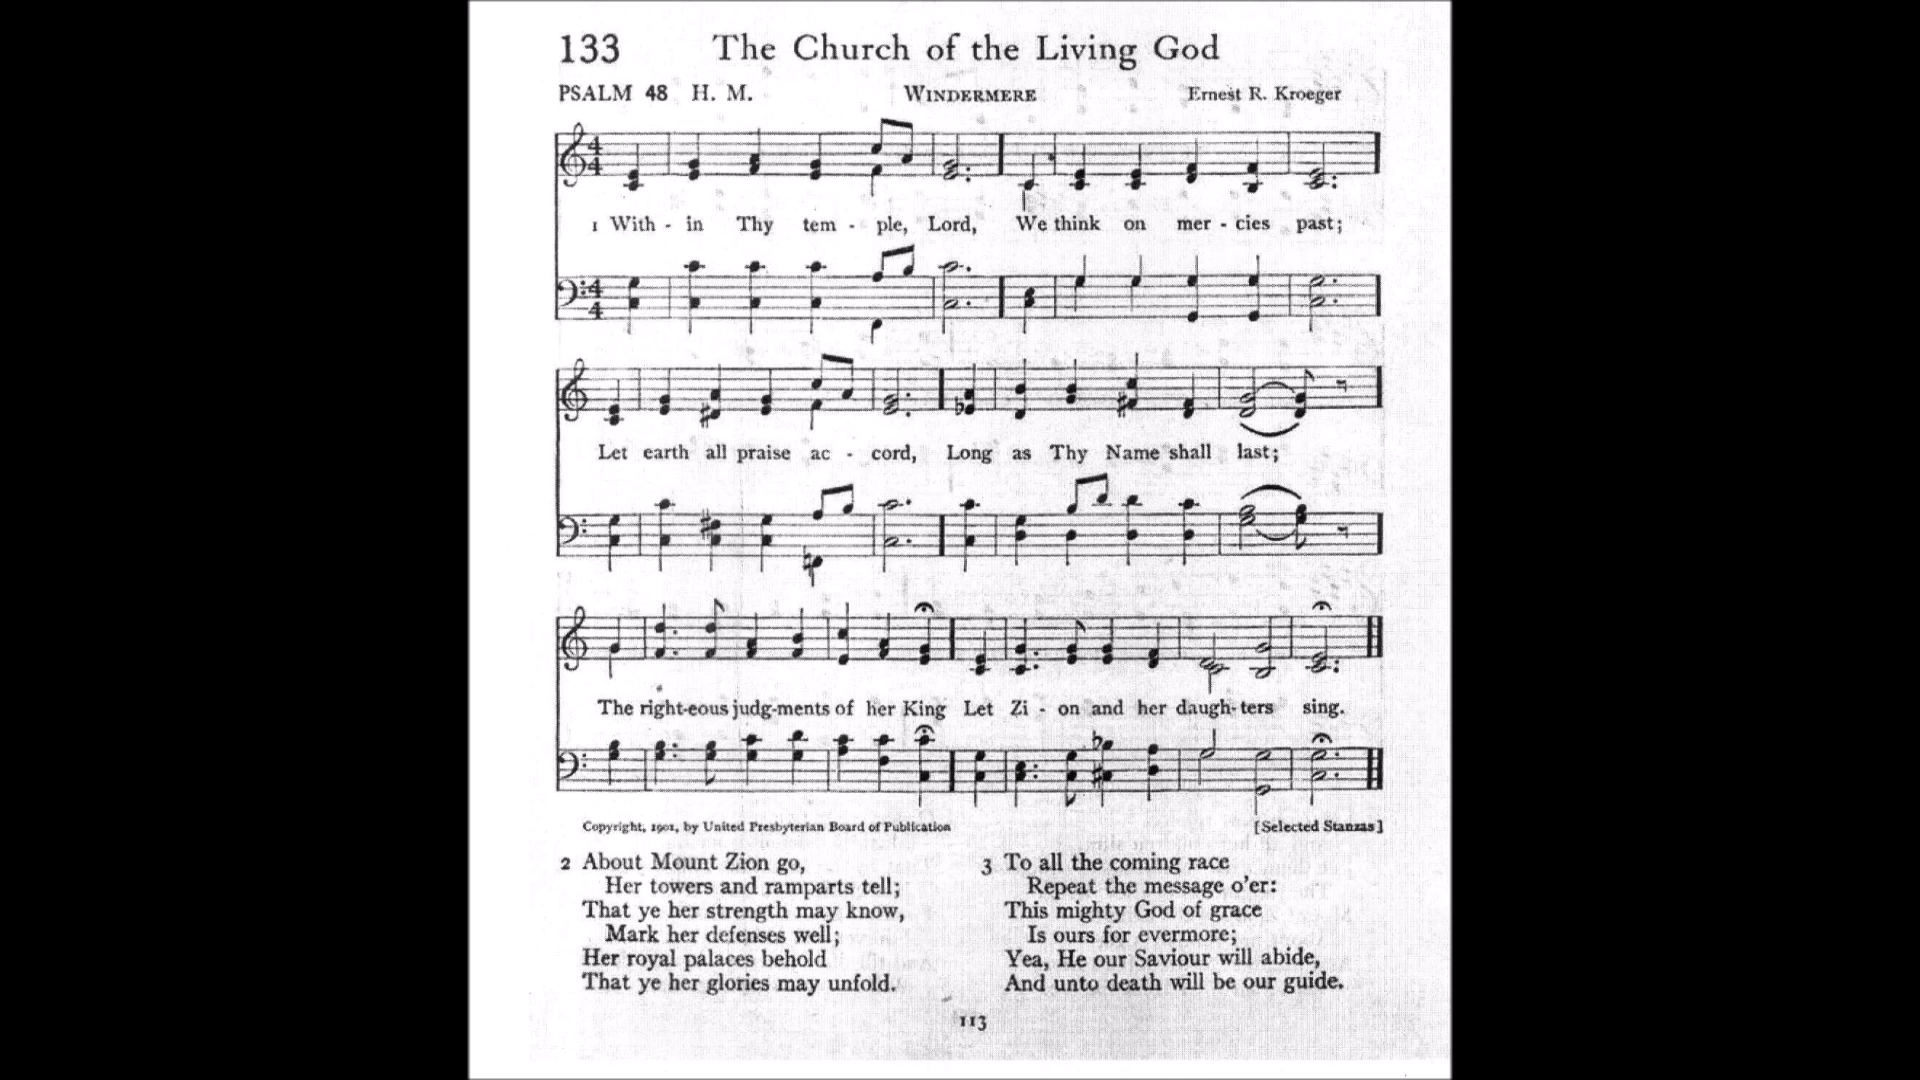 133 The Church of the Living God
PSALM 48 H. M. WINDERMERE Ernest R. Kroeger
1 With - in Thy tem - ple, Lord, We think on mer - cies past;
Let earth all praise ac - cord, Long as Thy Name shall last;
The right-eous judg-ments of her King Let Zi - on and her daugh-ters sing.
Copyright, 1901, by United Presbyterian Board of Publication [Selected Stanzas]
2 About Mount Zion go,
Her towers and ramparts tell;
That ye her strength may know,
Mark her defenses well;
Her royal palaces behold
That ye her glories may unfold.
3 To all the coming race
Repeat the message o'er:
This mighty God of grace
Is ours for evermore;
Yea, He our Saviour will abide,
And unto death will be our guide.
113